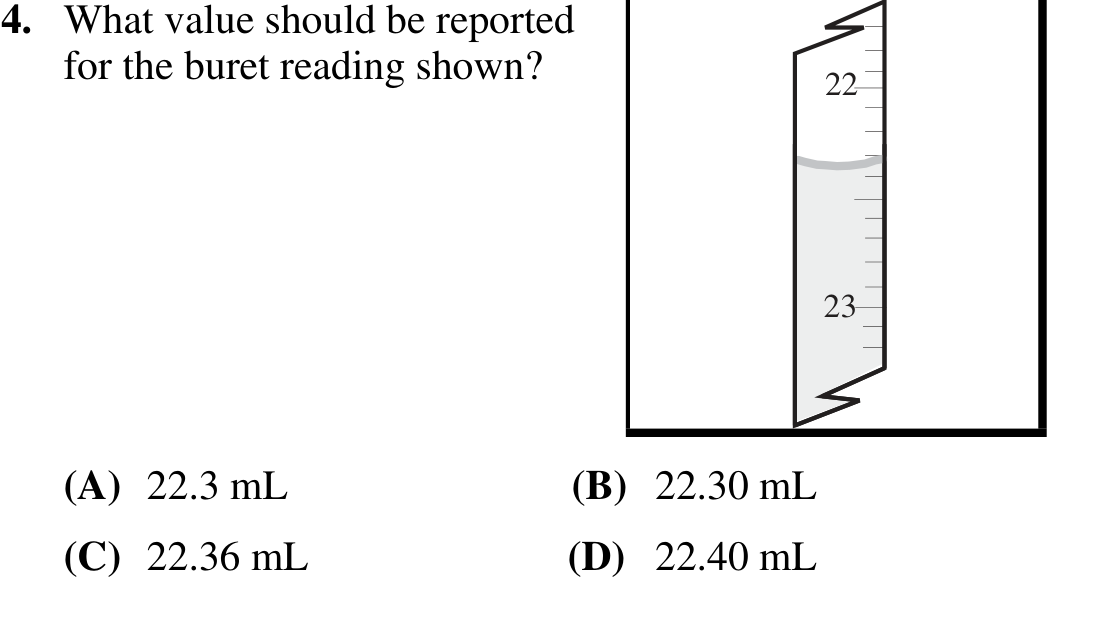 4. What value should be reported
for the buret reading shown?
22
23
(A) 22.3 mL
(B) 22.30 mL
(C) 22.36 mL
(D) 22.40 mL